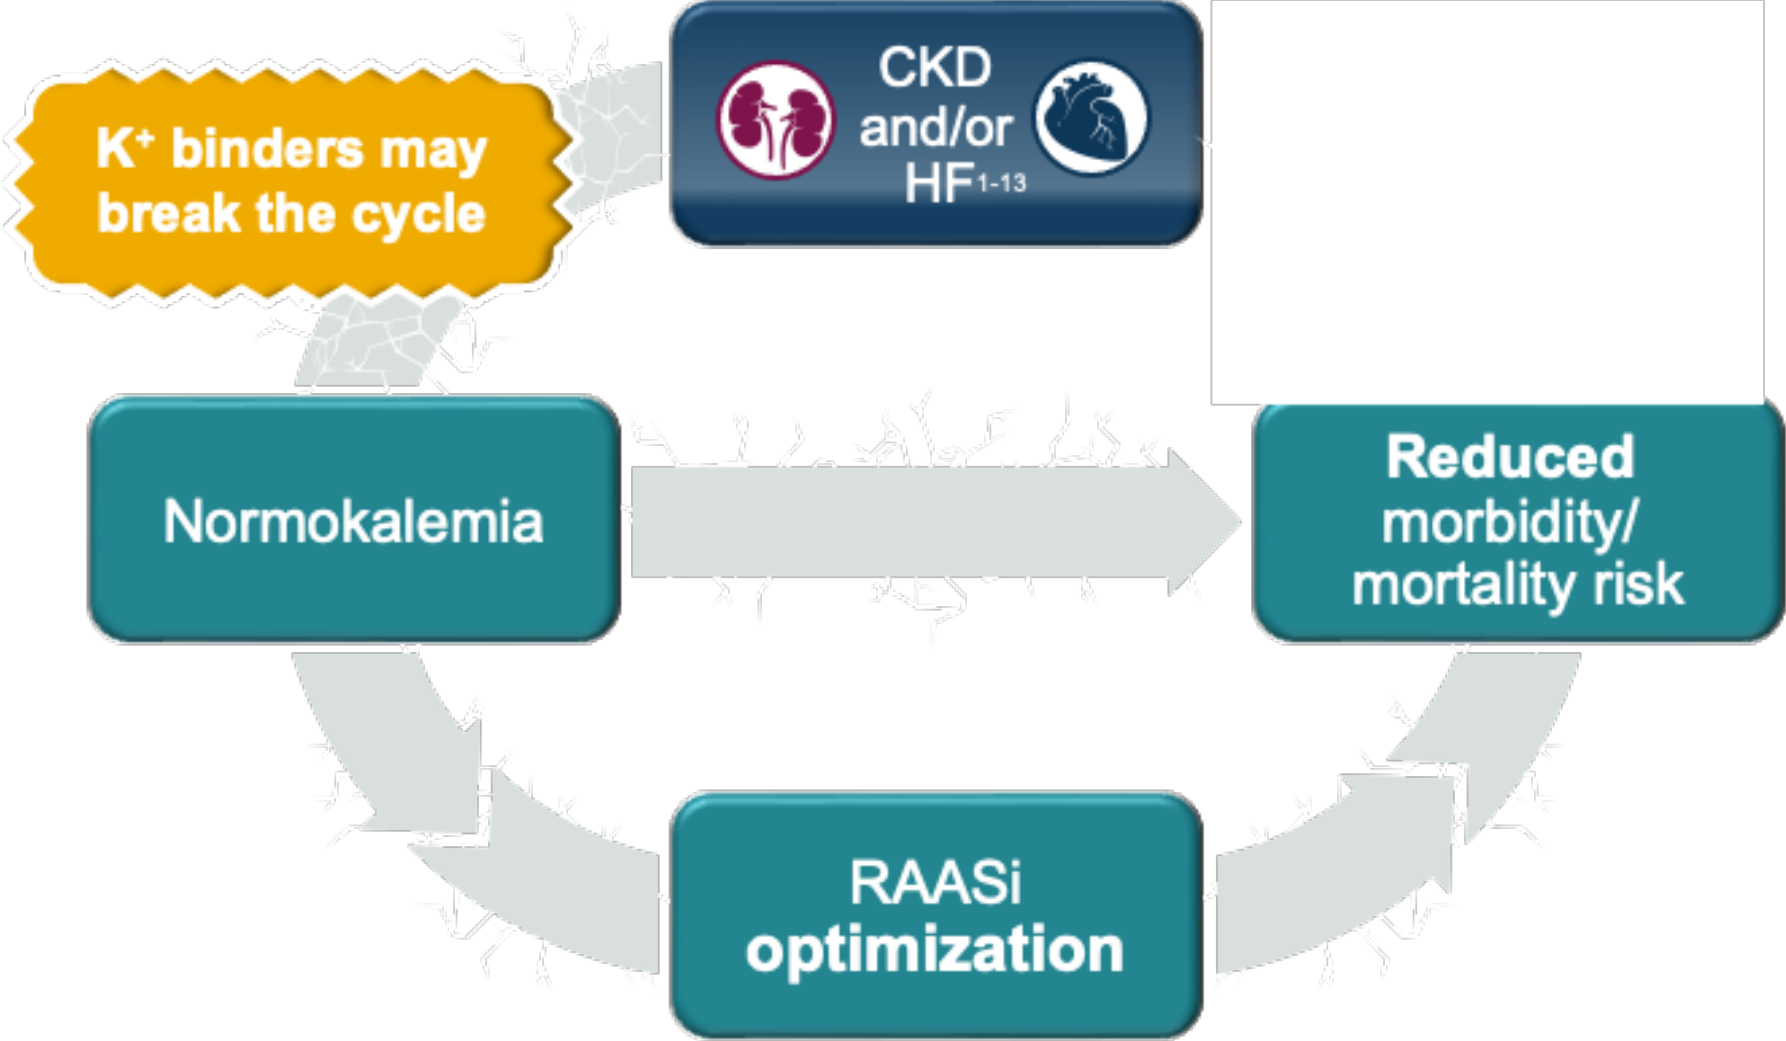 CKD
and/or
HF¹⁻¹³
K⁺ binders may
break the cycle
Normokalemia
Reduced
morbidity/
mortality risk
RAASi
optimization